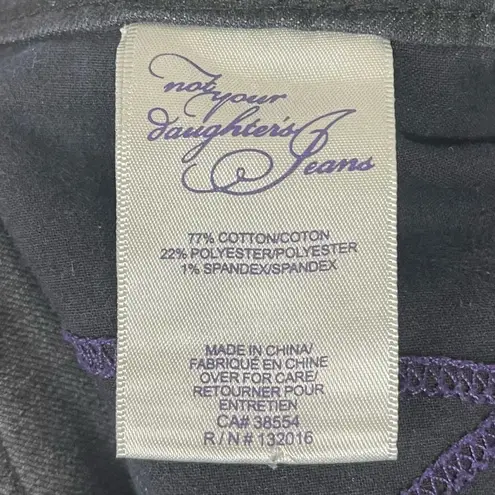 not
your
daughter's
Jeans
77% COTTON/COTON
22% POLYESTER/POLYESTER
1% SPANDEX/SPANDEX
MADE IN CHINA/
FABRIQUÉ EN CHINE
OVER FOR CARE/
RETOURNER POUR
ENTRETIEN
CA# 38554
R/N# 132016